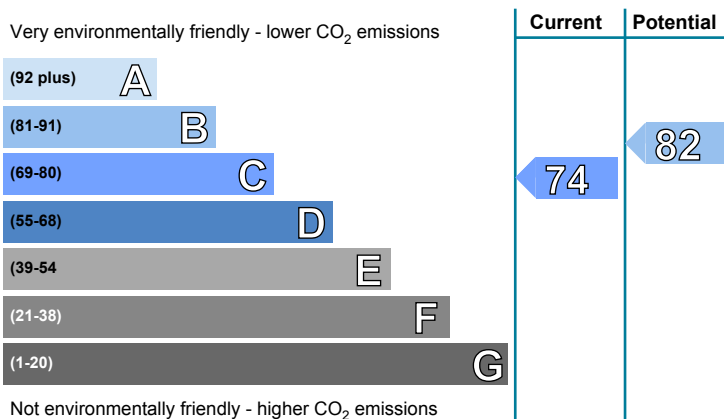 Very environmentally friendly - lower CO₂ emissions
Current
Potential
(92 plus) A
(81-91) B
(69-80) C
(55-68) D
(39-54 E
(21-38) F
(1-20) G
74
82
Not environmentally friendly - higher CO₂ emissions